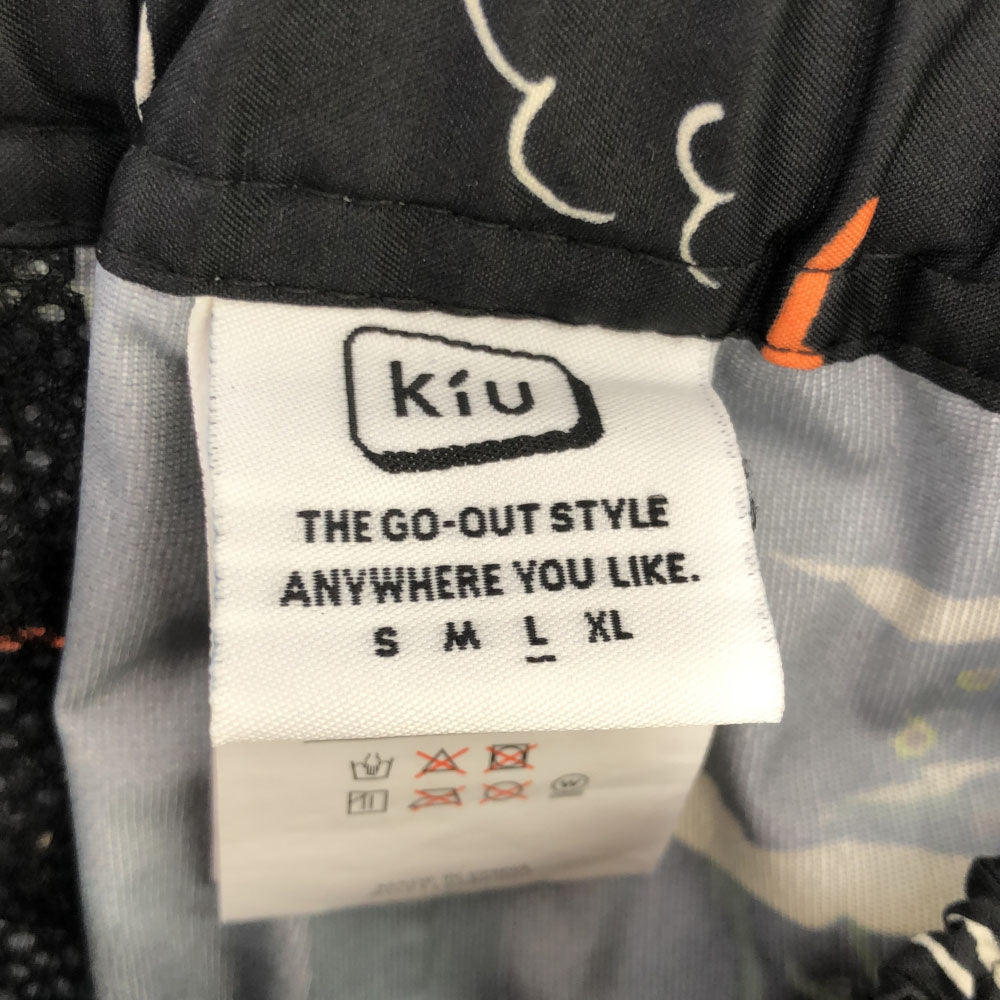 kiu
THE GO-OUT STYLE
ANYWHERE YOU LIKE.
S M L XL
W